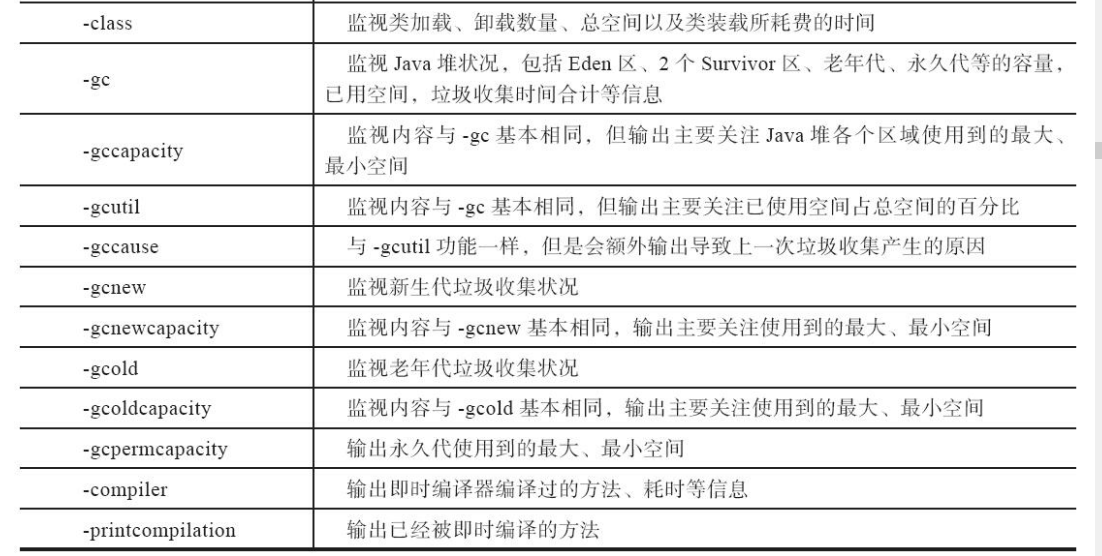 -class 监视类加载、卸载数量、总空间以及类装载所耗费的时间
-gc 监视 Java 堆状况，包括 Eden 区、2 个 Survivor 区、老年代、永久代等的容量，
已用空间，垃圾收集时间合计等信息
-gccapacity 监视内容与 -gc 基本相同，但输出主要关注 Java 堆各个区域使用到的最大、
最小空间
-gcutil 监视内容与 -gc 基本相同，但输出主要关注已使用空间占总空间的百分比
-gccause 与 -gcutil 功能一样，但是会额外输出导致上一次垃圾收集产生的原因
-gcnew 监视新生代垃圾收集状况
-gcnewcapacity 监视内容与 -gcnew 基本相同，输出主要关注使用到的最大、最小空间
-gcold 监视老年代垃圾收集状况
-gcoldcapacity 监视内容与 -gcold 基本相同，输出主要关注使用到的最大、最小空间
-gcpermcapacity 输出永久代使用到的最大、最小空间
-compiler 输出即时编译器编译过的方法、耗时等信息
-printcompilation 输出已经被即时编译的方法